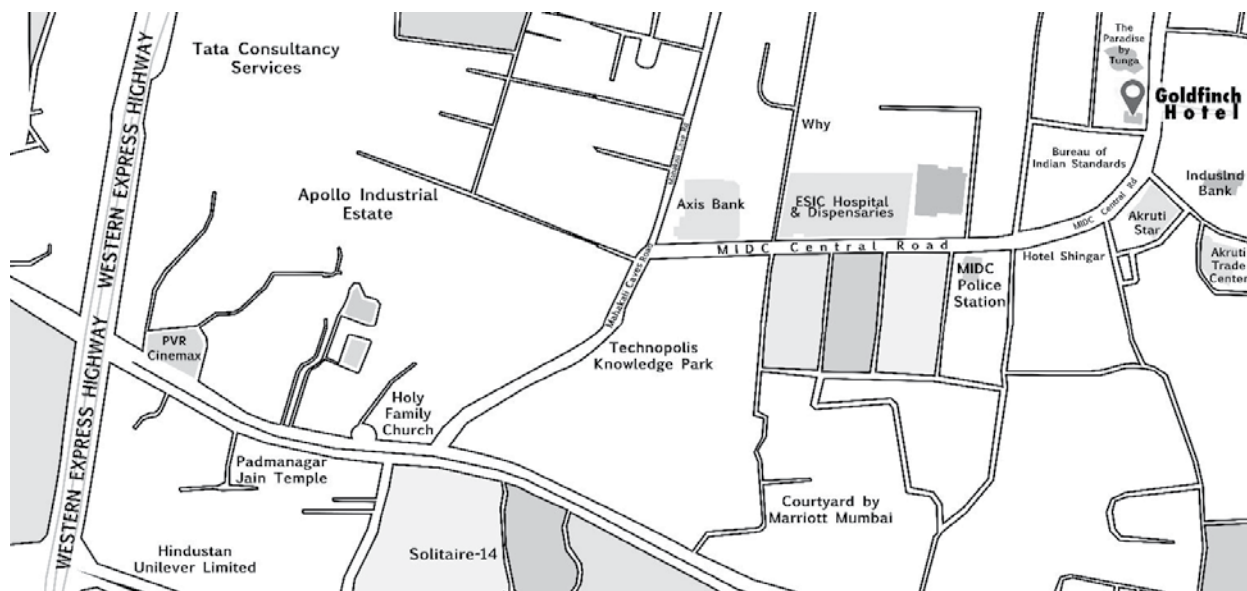 The
Paradise
by
Tunga
WESTERN EXPRESS HIGHWAY
WESTERN EXPRESS HIGHWAY
WESTERN EXPRESS HIGHWAY
Tata Consultancy
Services
Goldfinch
Hotel
Why
Bureau of
Indian Standards
IndusInd
Bank
Apollo Industrial
Estate
Axis Bank
ESIC Hospital
& Dispensaries
MIDC Central Rd
Akruti
Star
MIDC Central Road
Hotel Shingar
Akruti
Trade
Center
Mahakali Caves Road
MIDC
Police
Station
PVR
Cinemax
Technopolis
Knowledge Park
Holy
Family
Church
Padmanagar
Jain Temple
Courtyard by
Marriott Mumbai
Hindustan
Unilever Limited
Solitaire-14